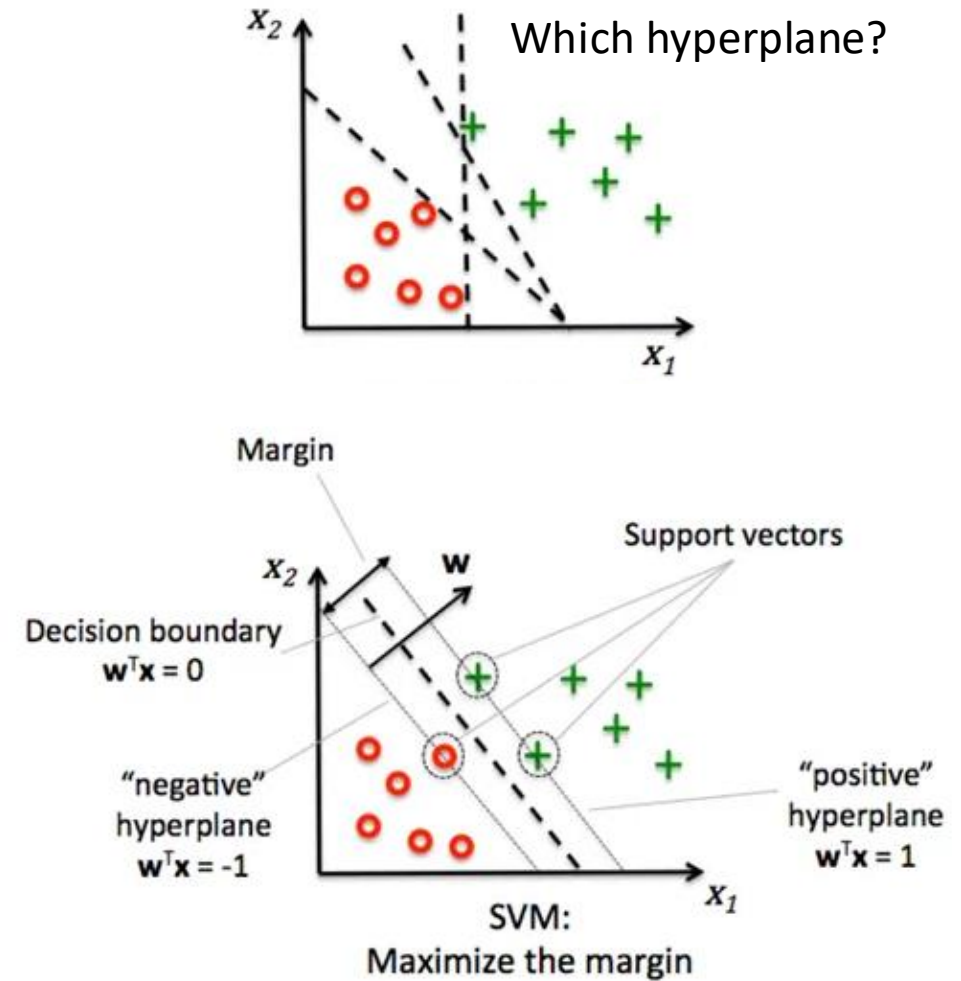 x₂
Which hyperplane?
x₁
Margin
Support vectors
x₂
w
Decision boundary
wᵀx = 0
“negative”
hyperplane
wᵀx = -1
“positive”
hyperplane
wᵀx = 1
x₁
SVM:
Maximize the margin